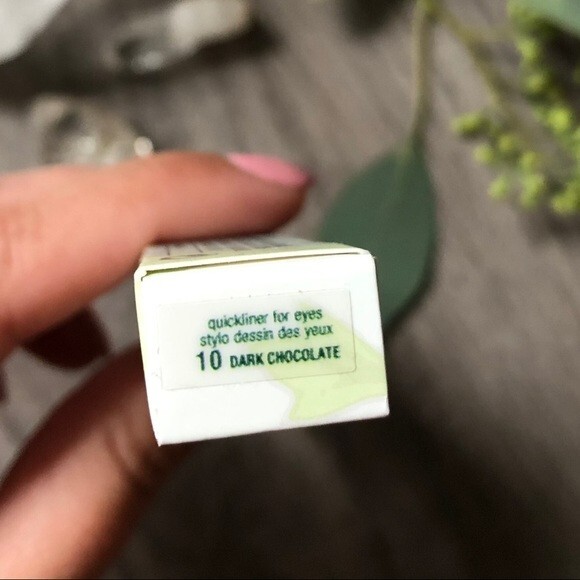 quickliner for eyes
stylo dessin des yeux
10 DARK CHOCOLATE